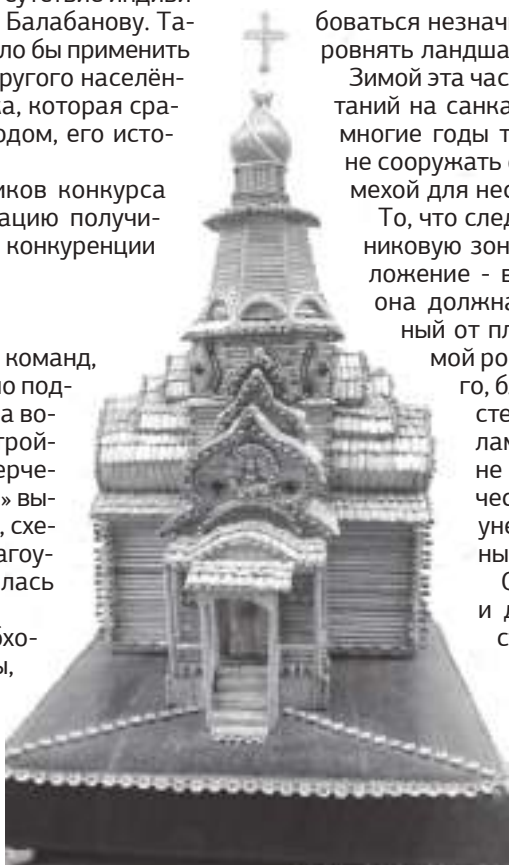 Балабанову. Та-
ло бы применить
ругого населён-
а, которая сра-
одом, его исто-
иков конкурса
ацию получи-
конкуренции
команд,
но под-
а во-
трой-
ерче-
» вы-
, схе-
агоу-
лась
бхо-
ы,
боваться незначи
ровнять ландша
Зимой эта час
таний на санка
многие годы т
не сооружать
мехой для нес
То, что след
никовую зон
ложение - в
она должна
ный от пл
мой ро
го, б
сте
лам
не
чес
уне
ны
С
и д
с